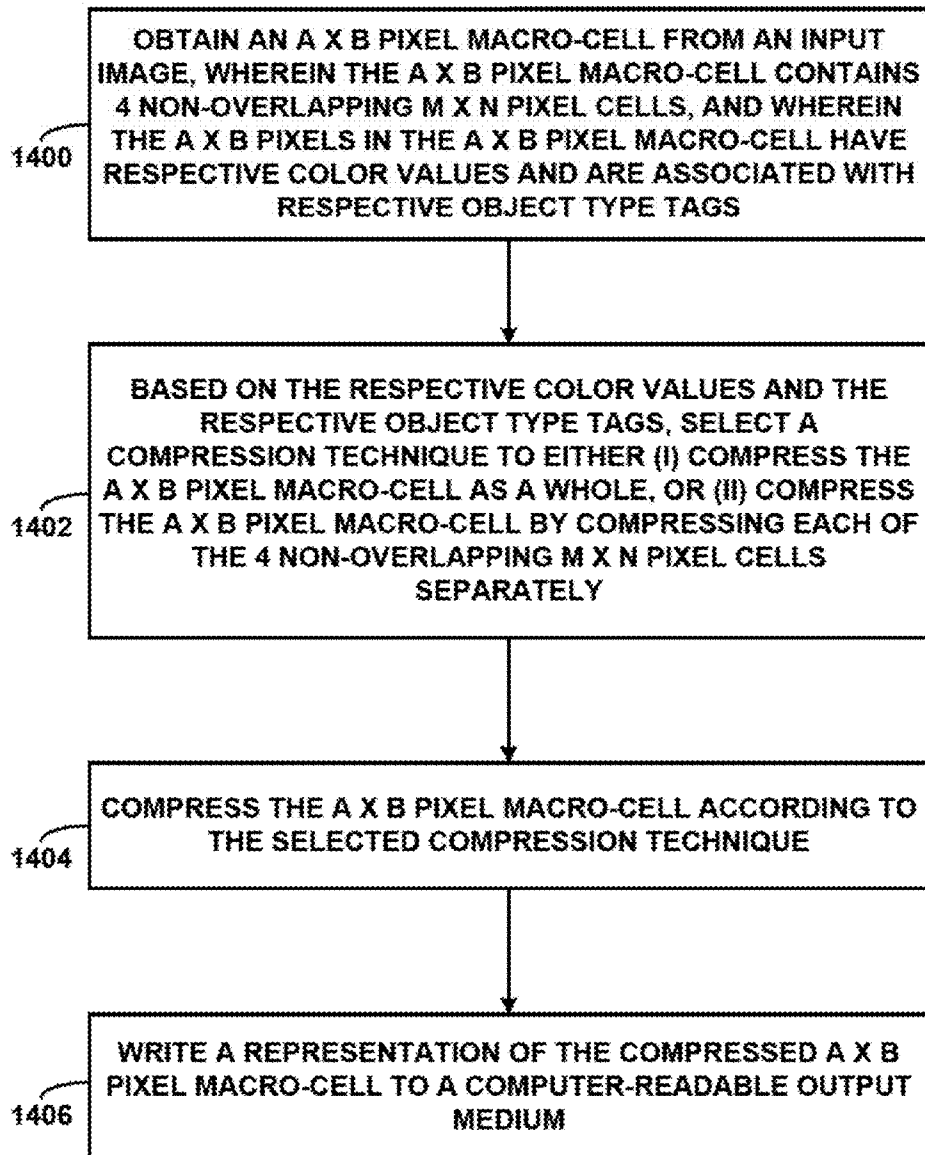 OBTAIN AN A X B PIXEL MACRO-CELL FROM AN INPUT
IMAGE, WHEREIN THE A X B PIXEL MACRO-CELL CONTAINS
4 NON-OVERLAPPING M X N PIXEL CELLS, AND WHEREIN
THE A X B PIXELS IN THE A X B PIXEL MACRO-CELL HAVE
RESPECTIVE COLOR VALUES AND ARE ASSOCIATED WITH
RESPECTIVE OBJECT TYPE TAGS
1400
BASED ON THE RESPECTIVE COLOR VALUES AND THE
RESPECTIVE OBJECT TYPE TAGS, SELECT A
COMPRESSION TECHNIQUE TO EITHER (I) COMPRESS THE
A X B PIXEL MACRO-CELL AS A WHOLE, OR (II) COMPRESS
THE A X B PIXEL MACRO-CELL BY COMPRESSING EACH OF
THE 4 NON-OVERLAPPING M X N PIXEL CELLS
SEPARATELY
1402
COMPRESS THE A X B PIXEL MACRO-CELL ACCORDING TO
THE SELECTED COMPRESSION TECHNIQUE
1404
WRITE A REPRESENTATION OF THE COMPRESSED A X B
PIXEL MACRO-CELL TO A COMPUTER-READABLE OUTPUT
MEDIUM
1406